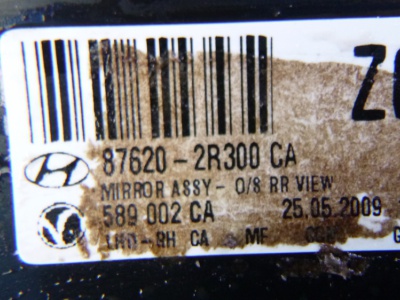 87620-2R300 CA
MIRROR ASSY- O/S RR VIEW
589 002 CA 25.05.2009
LHD-RH CA MF